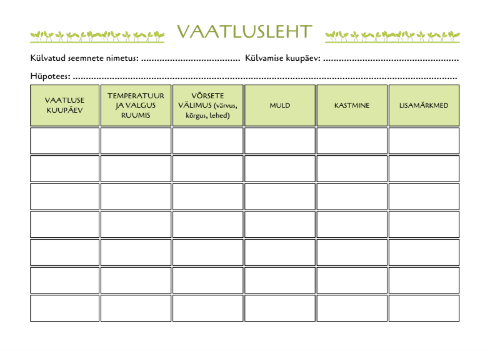 VAATLUSLEHT
Külvatud seemnete nimetus: ...................................... Külvamise kuupäev: ....................................................
Hüpotees: ....................................................................................................................................................
VAATLUSE KUUPÄEV
TEMPERATUUR JA VALGUS RUUMIS
VÕRSETE VÄLIMUS (värvus, kõrgus, lehed)
MULD
KASTMINE
LISAMÄRKMED